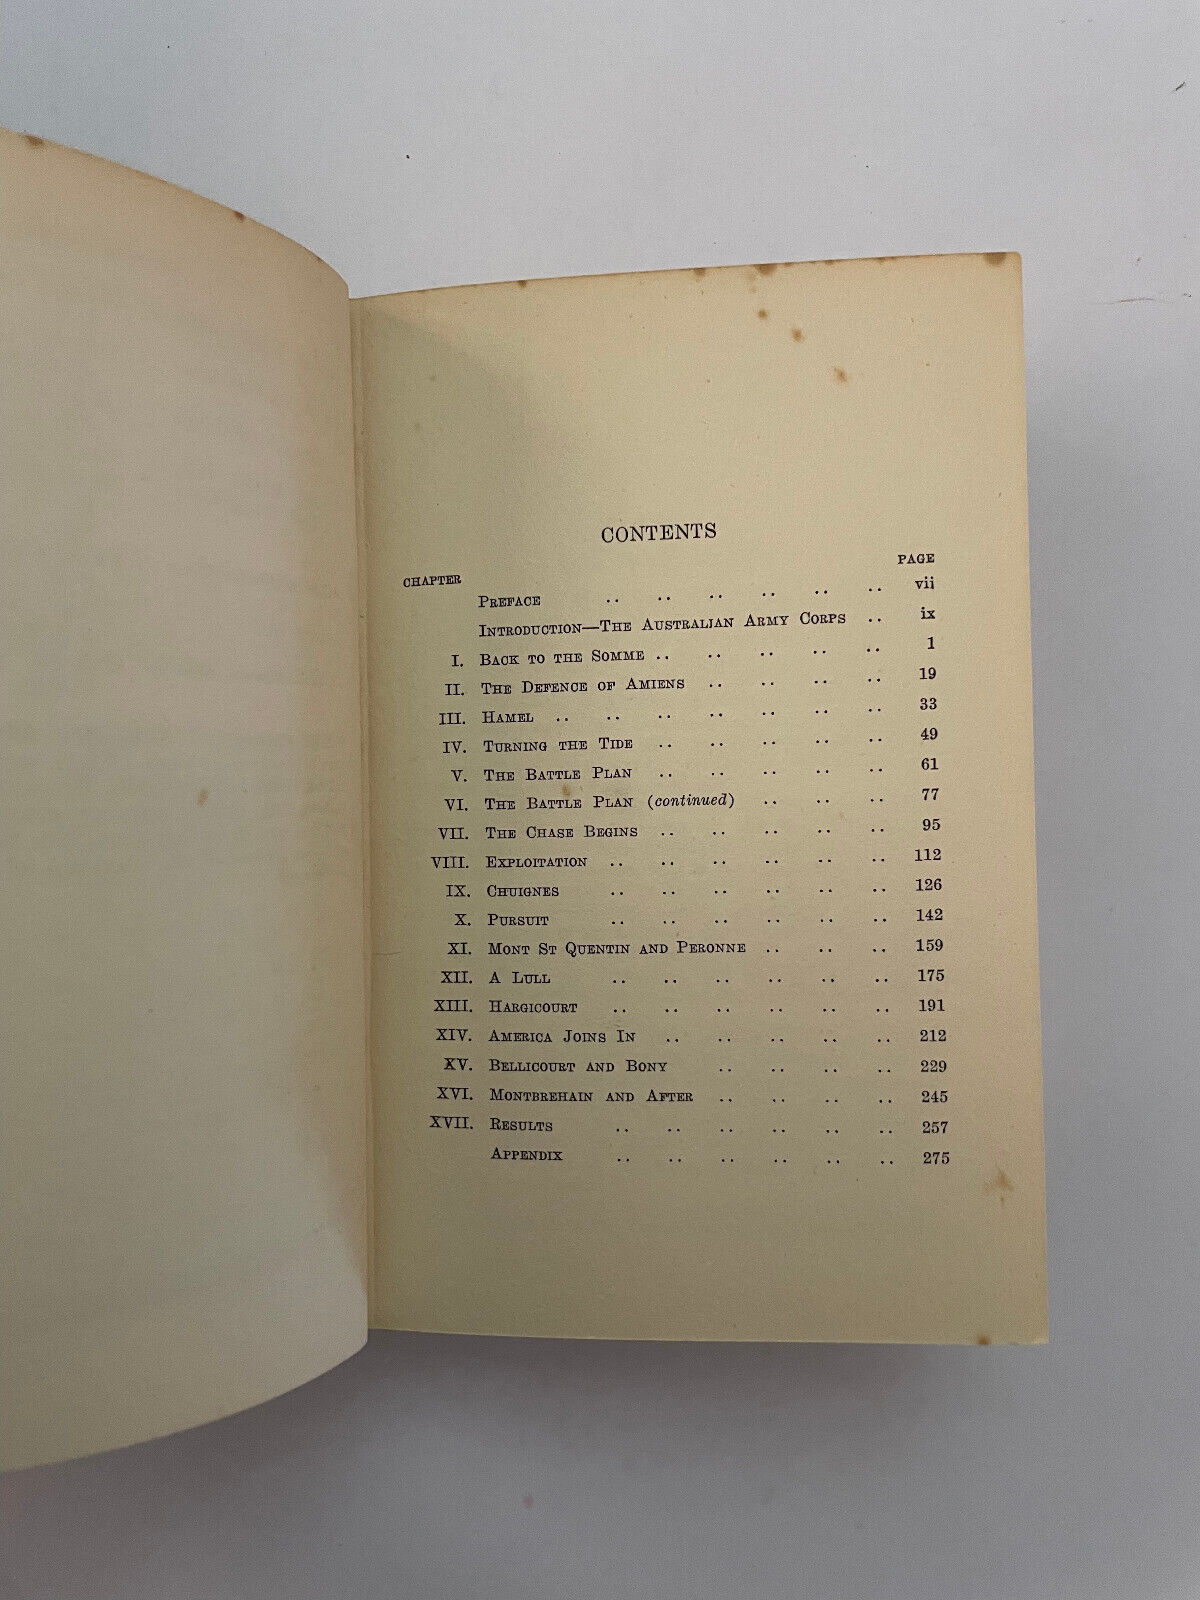 CONTENTS
CHAPTER PAGE
PREFACE .. .. .. .. .. .. vii
INTRODUCTION—THE AUSTRALIAN ARMY CORPS .. ix
I. BACK TO THE SOMME .. .. .. .. .. 1
II. THE DEFENCE OF AMIENS .. .. .. .. 19
III. HAMEL .. .. .. .. .. .. .. 33
IV. TURNING THE TIDE .. .. .. .. .. 49
V. THE BATTLE PLAN .. .. .. .. .. 61
VI. THE BATTLE PLAN (continued) .. .. .. 77
VII. THE CHASE BEGINS .. .. .. .. .. 95
VIII. EXPLOITATION .. .. .. .. .. .. 112
IX. CHUIGNES .. .. .. .. .. .. 126
X. PURSUIT .. .. .. .. .. .. 142
XI. MONT ST QUENTIN AND PERONNE .. .. .. 159
XII. A LULL .. .. .. .. .. .. 175
XIII. HARGICOURT .. .. .. .. .. .. 191
XIV. AMERICA JOINS IN .. .. .. .. .. 212
XV. BELLICOURT AND BONY .. .. .. .. 229
XVI. MONTBREHAIN AND AFTER .. .. .. .. 245
XVII. RESULTS .. .. .. .. .. .. 257
APPENDIX .. .. .. .. .. .. 275